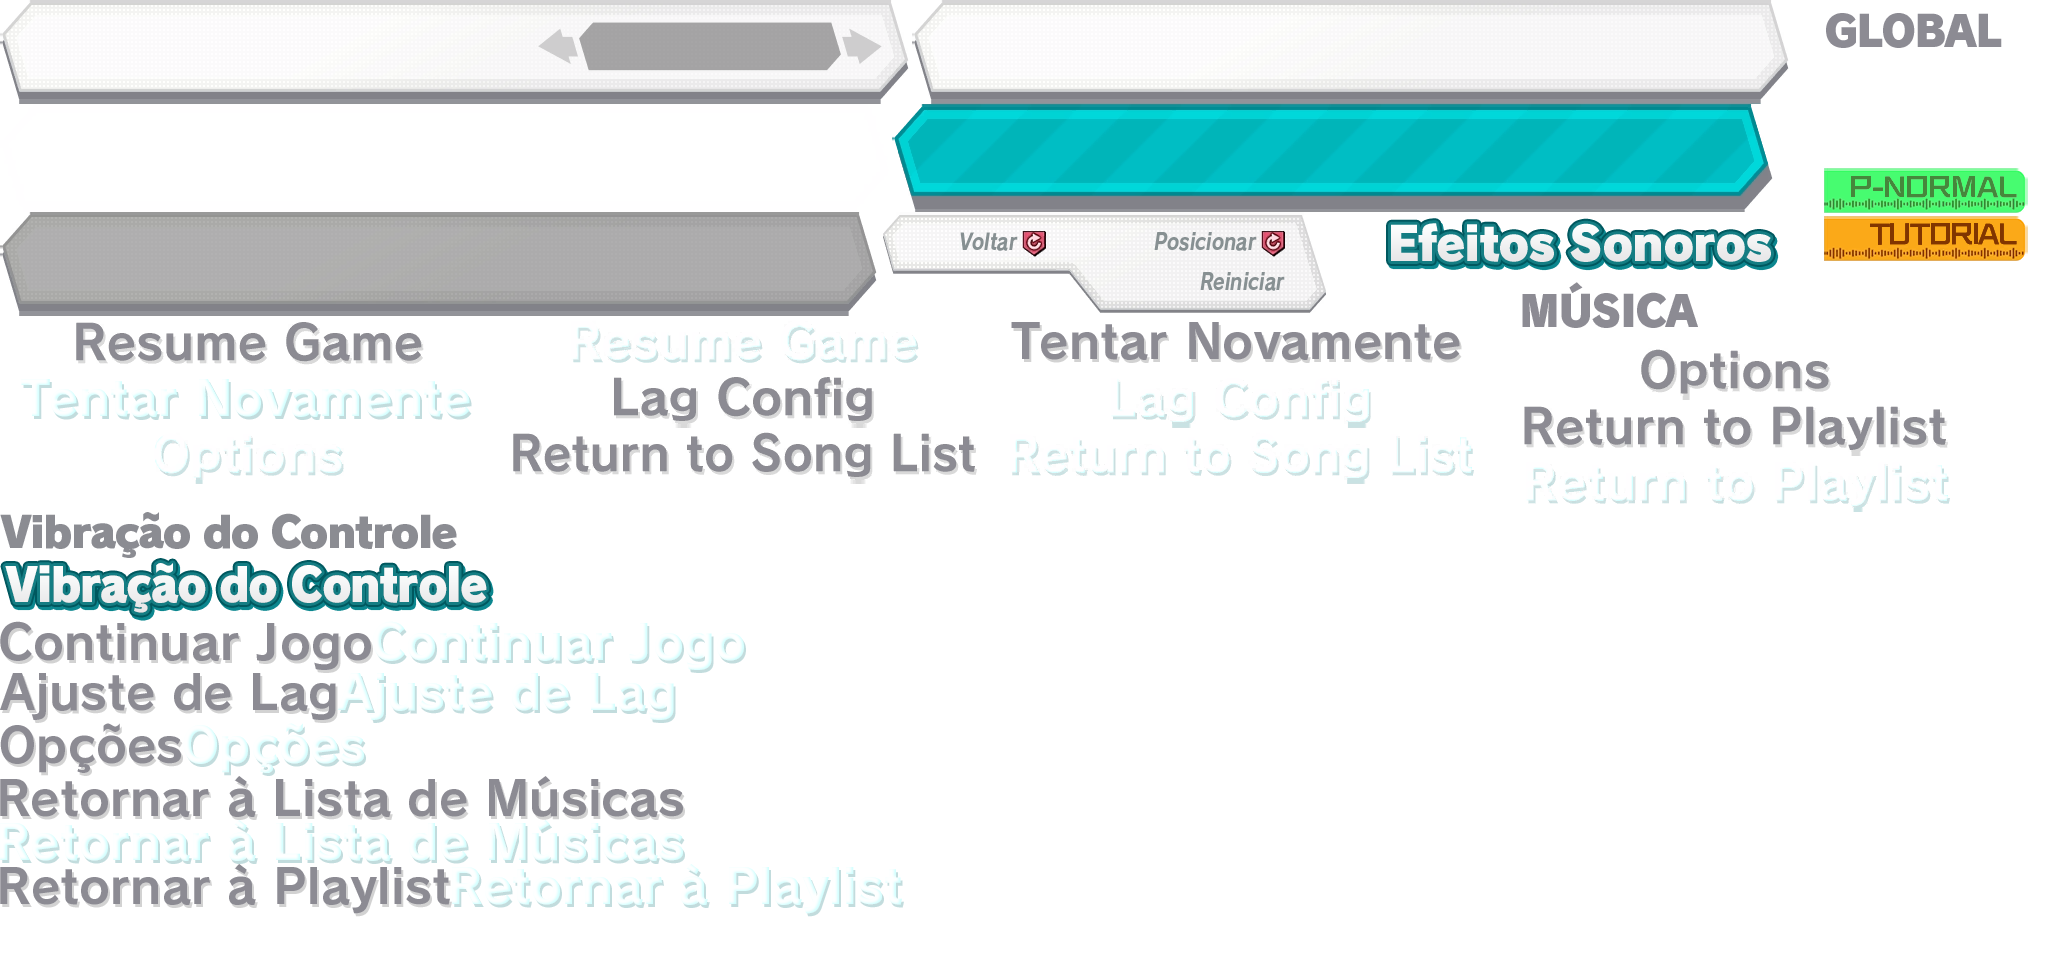 GLOBAL
P-NORMAL
TUTORIAL
Voltar
Posicionar
Reiniciar
Efeitos Sonoros
MÚSICA
Resume Game
Resume Game
Tentar Novamente
Options
Tentar Novamente
Lag Config
Lag Config
Return to Playlist
Options
Return to Song List
Return to Song List
Return to Playlist
Vibração do Controle
Vibração do Controle
Continuar Jogo Continuar Jogo
Ajuste de Lag Ajuste de Lag
Opções Opções
Retornar à Lista de Músicas
Retornar à Lista de Músicas
Retornar à Playlist Retornar à Playlist